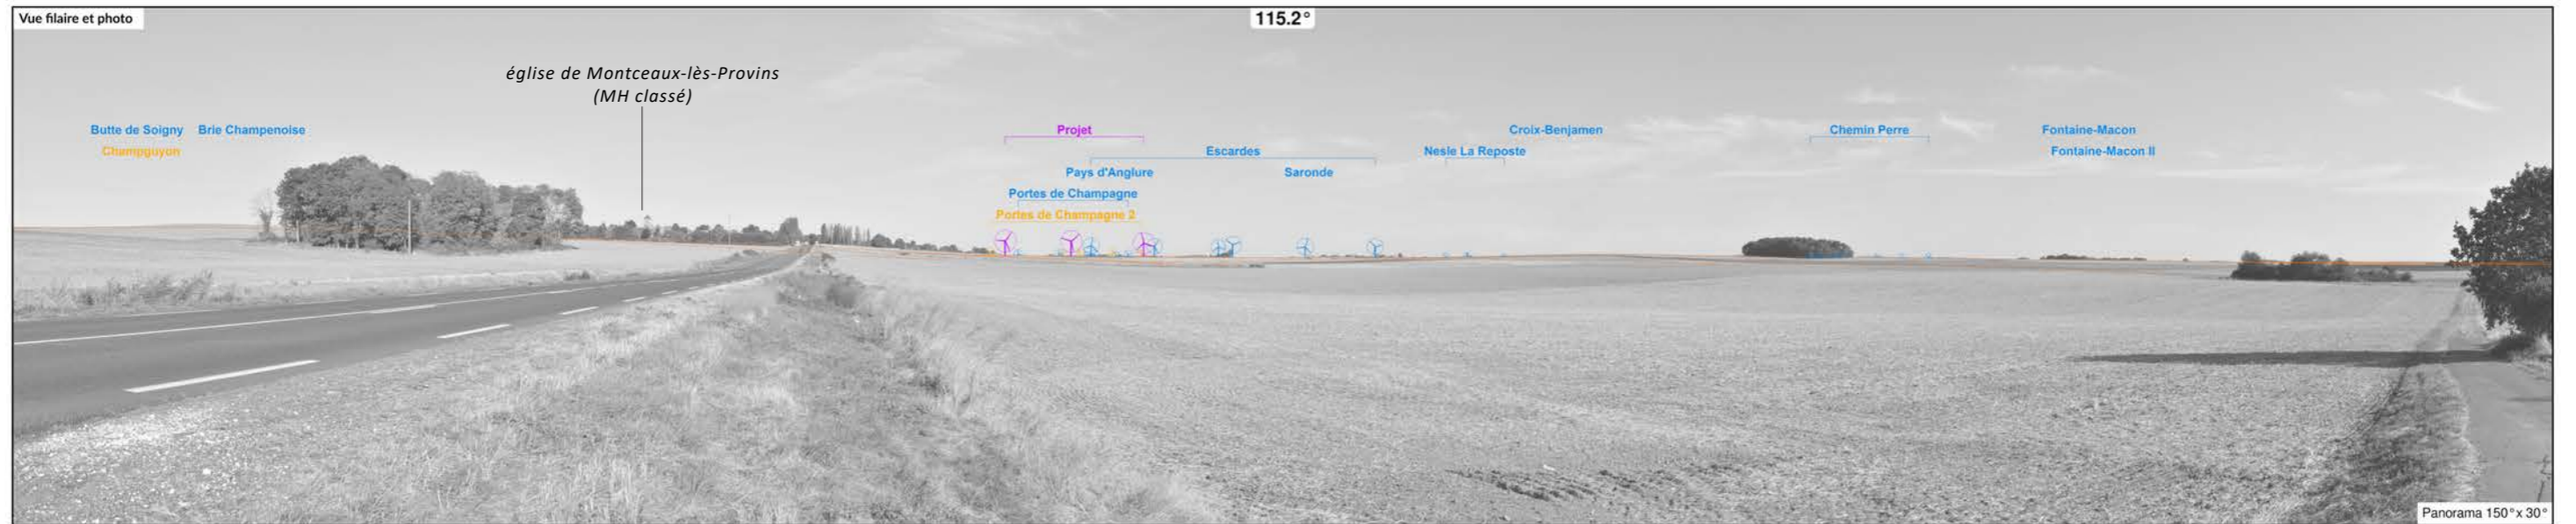 Vue filaire et photo
115.2°
église de Montceaux-lès-Provins
(MH classé)
Butte de Soigny
Brie Champenoise
Champguyon
Projet
Escardes
Pays d'Anglure
Saronde
Portes de Champagne
Portes de Champagne 2
Croix-Benjamen
Nesle La Reposte
Chemin Perre
Fontaine-Macon
Fontaine-Macon II
Panorama 150°x 30°